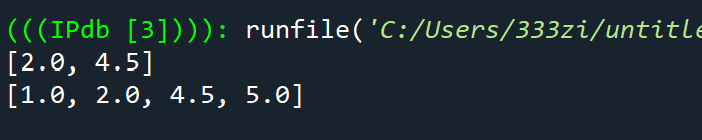 (((IPdb [3]))): runfile('C:/Users/333zi/untitle
[2.0, 4.5]
[1.0, 2.0, 4.5, 5.0]